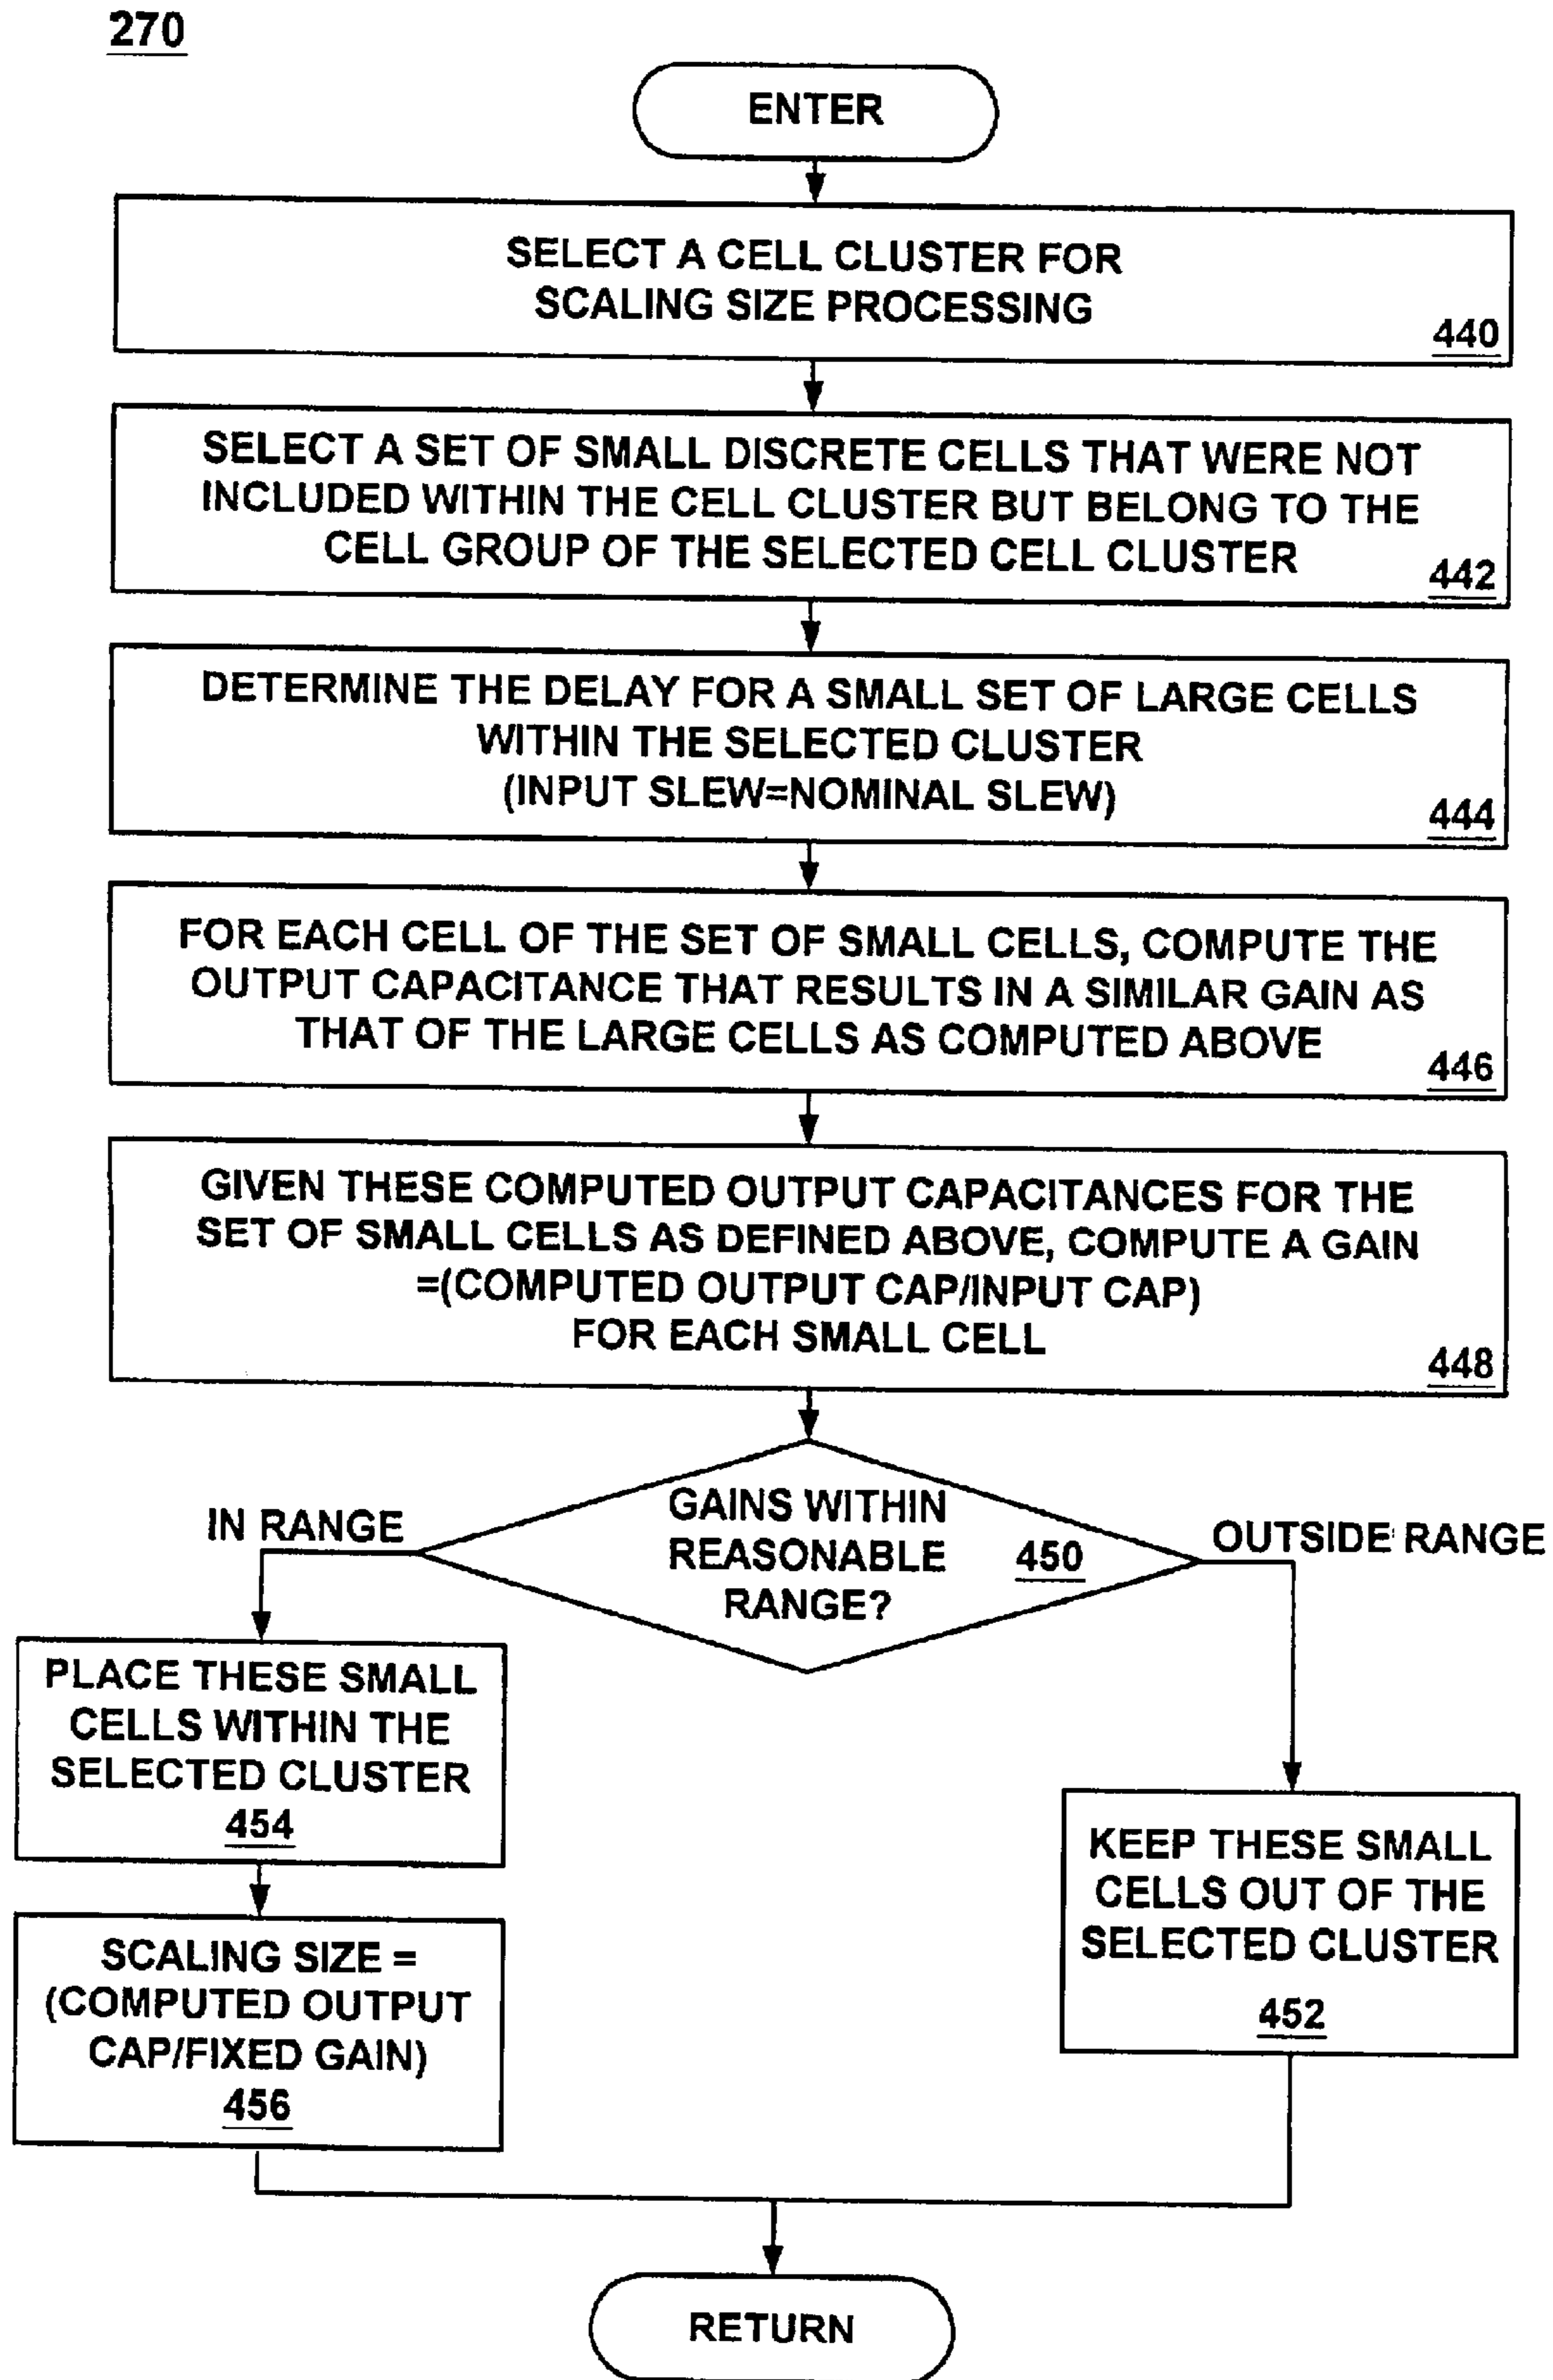 270
ENTER
SELECT A CELL CLUSTER FOR
SCALING SIZE PROCESSING
440
SELECT A SET OF SMALL DISCRETE CELLS THAT WERE NOT
INCLUDED WITHIN THE CELL CLUSTER BUT BELONG TO THE
CELL GROUP OF THE SELECTED CELL CLUSTER
442
DETERMINE THE DELAY FOR A SMALL SET OF LARGE CELLS
WITHIN THE SELECTED CLUSTER
(INPUT SLEW=NOMINAL SLEW)
444
FOR EACH CELL OF THE SET OF SMALL CELLS, COMPUTE THE
OUTPUT CAPACITANCE THAT RESULTS IN A SIMILAR GAIN AS
THAT OF THE LARGE CELLS AS COMPUTED ABOVE
446
GIVEN THESE COMPUTED OUTPUT CAPACITANCES FOR THE
SET OF SMALL CELLS AS DEFINED ABOVE, COMPUTE A GAIN
=(COMPUTED OUTPUT CAP/INPUT CAP)
FOR EACH SMALL CELL
448
GAINS WITHIN
REASONABLE
RANGE?
450
IN RANGE
OUTSIDE RANGE
PLACE THESE SMALL
CELLS WITHIN THE
SELECTED CLUSTER
454
SCALING SIZE =
(COMPUTED OUTPUT
CAP/FIXED GAIN)
456
KEEP THESE SMALL
CELLS OUT OF THE
SELECTED CLUSTER
452
RETURN